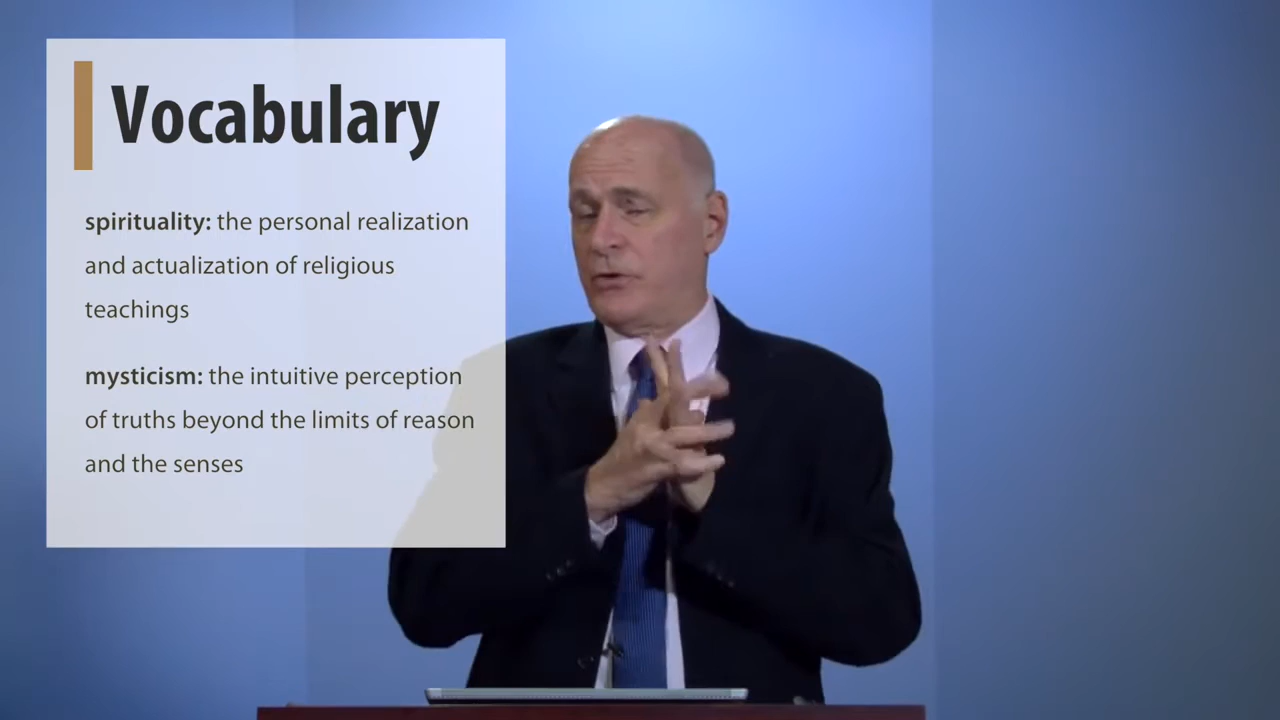 Vocabulary
spirituality: the personal realization
and actualization of religious
teachings
mysticism: the intuitive perception
of truths beyond the limits of reason
and the senses